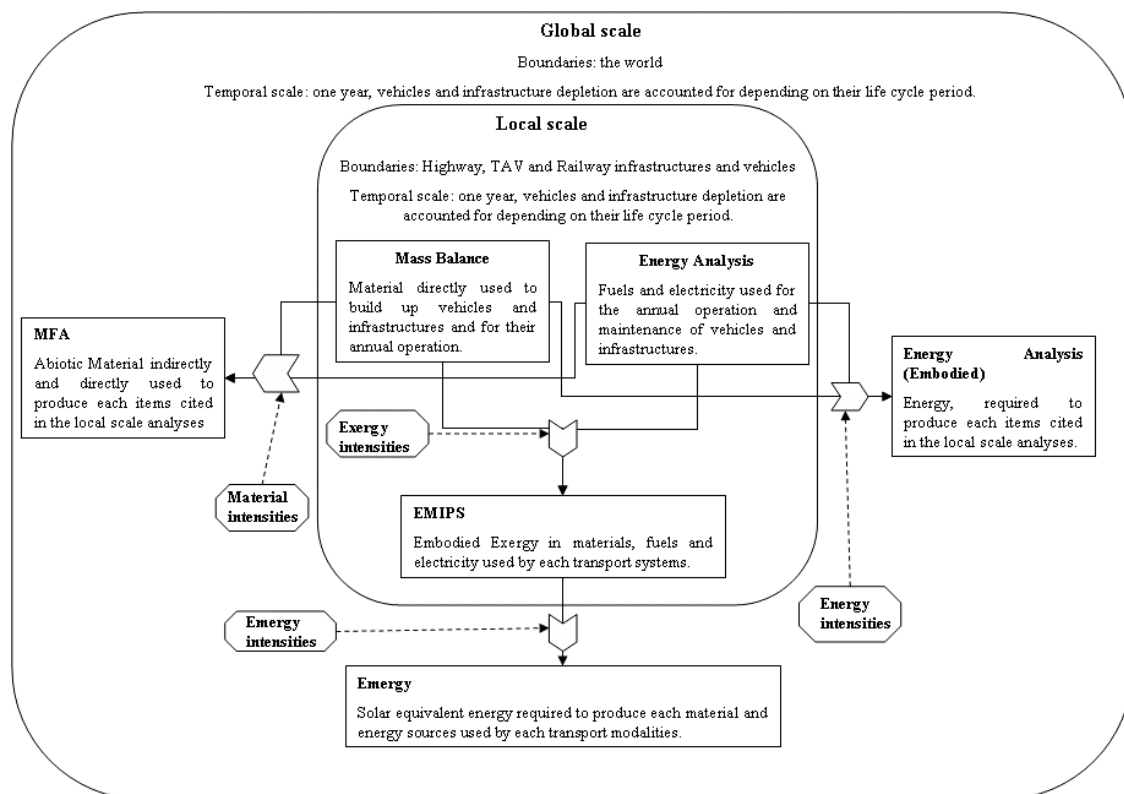 Global scale
Boundaries: the world
Temporal scale: one year, vehicles and infrastructure depletion are accounted for depending on their life cycle period.
Local scale
Boundaries: Highway, TAV and Railway infrastructures and vehicles
Temporal scale: one year, vehicles and infrastructure depletion are
accounted for depending on their life cycle period.
Mass Balance
Material directly used to
build up vehicles and
infrastructures and for their
annual operation.
Energy Analysis
Fuels and electricity used for
the annual operation and
maintenance of vehicles and
infrastructures.
MFA
Abiotic Material indirectly
and directly used to
produce each items cited
in the local scale analyses
Energy Analysis
(Embodied)
Energy, required to
produce each items cited
in the local scale analyses.
Exergy
intensities
Material
intensities
EMIPS
Embodied Exergy in materials, fuels and
electricity used by each transport systems.
Energy
intensities
Emergy
intensities
Emergy
Solar equivalent energy required to produce each material and
energy sources used by each transport modalities.